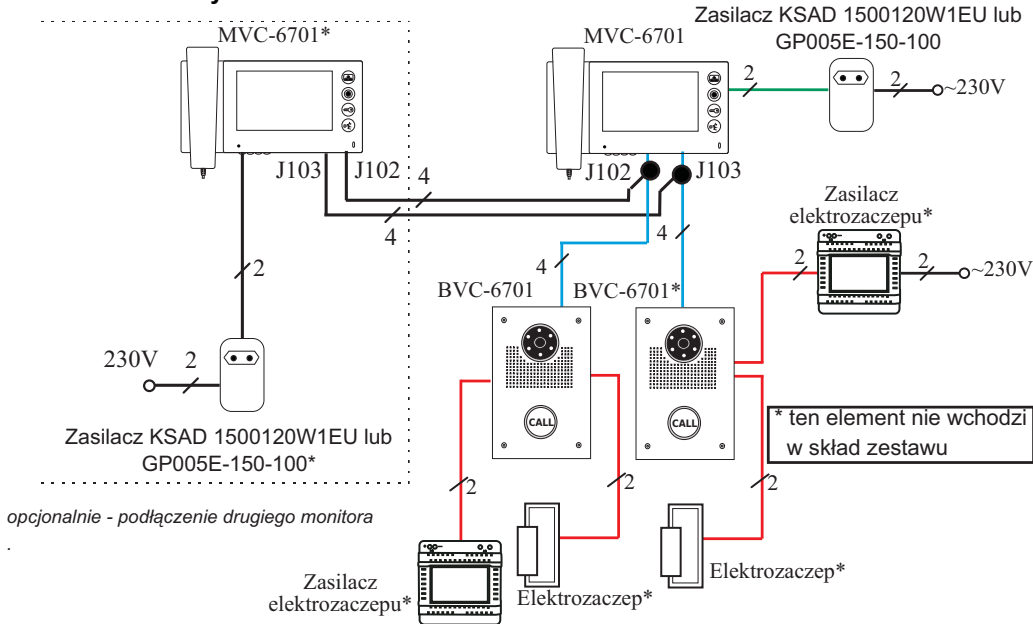 Zasilacz KSAD 1500120W1EU lub
GP005E-150-100
MVC-6701*
MVC-6701
2
2
~230V
J103
J102
4
4
J102
J103
Zasilacz
elektrozaczepu*
2
2
~230V
2
4
4
BVC-6701
BVC-6701*
230V
2
CALL
CALL
* ten element nie wchodzi
w skład zestawu
Zasilacz KSAD 1500120W1EU lub
GP005E-150-100*
2
2
2
opcjonalnie - podłączenie drugiego monitora
.
Zasilacz
elektrozaczepu*
Elektrozaczep*
Elektrozaczep*